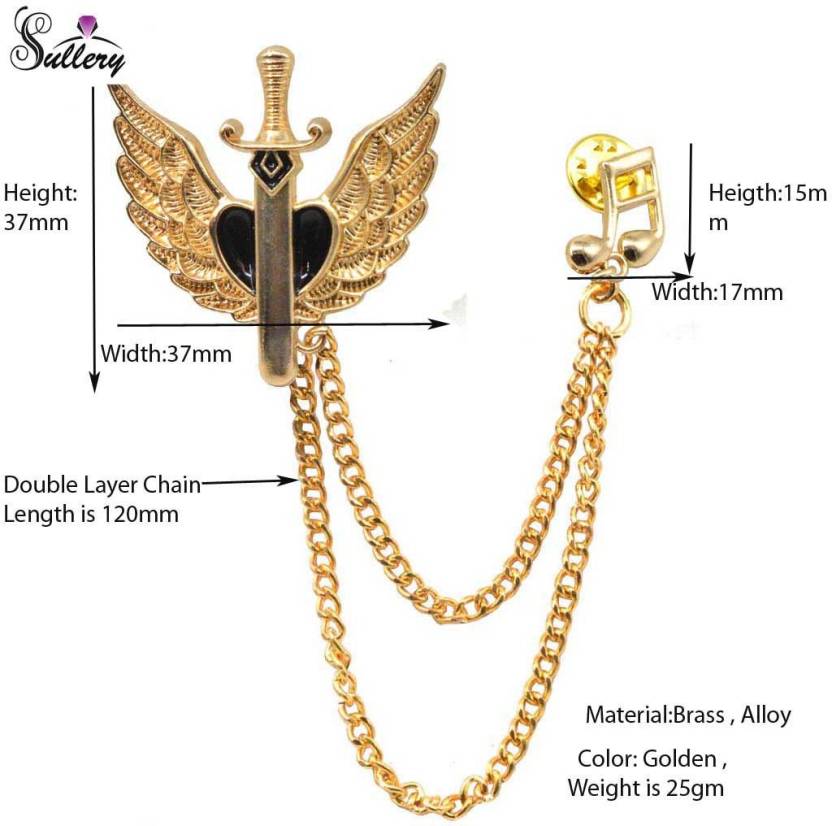 Sullery
Height:
37mm
Heigth:15m
m
Width:17mm
Width:37mm
Double Layer Chain
Length is 120mm
Material:Brass , Alloy
Color: Golden ,
Weight is 25gm